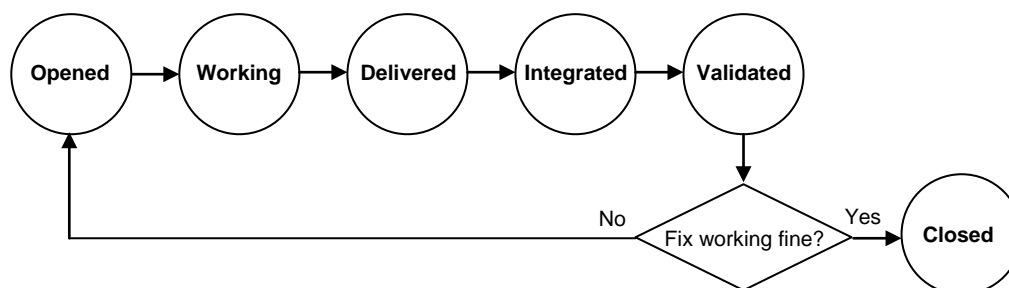 Opened
Working
Delivered
Integrated
Validated
No
Yes
Fix working fine?
Closed